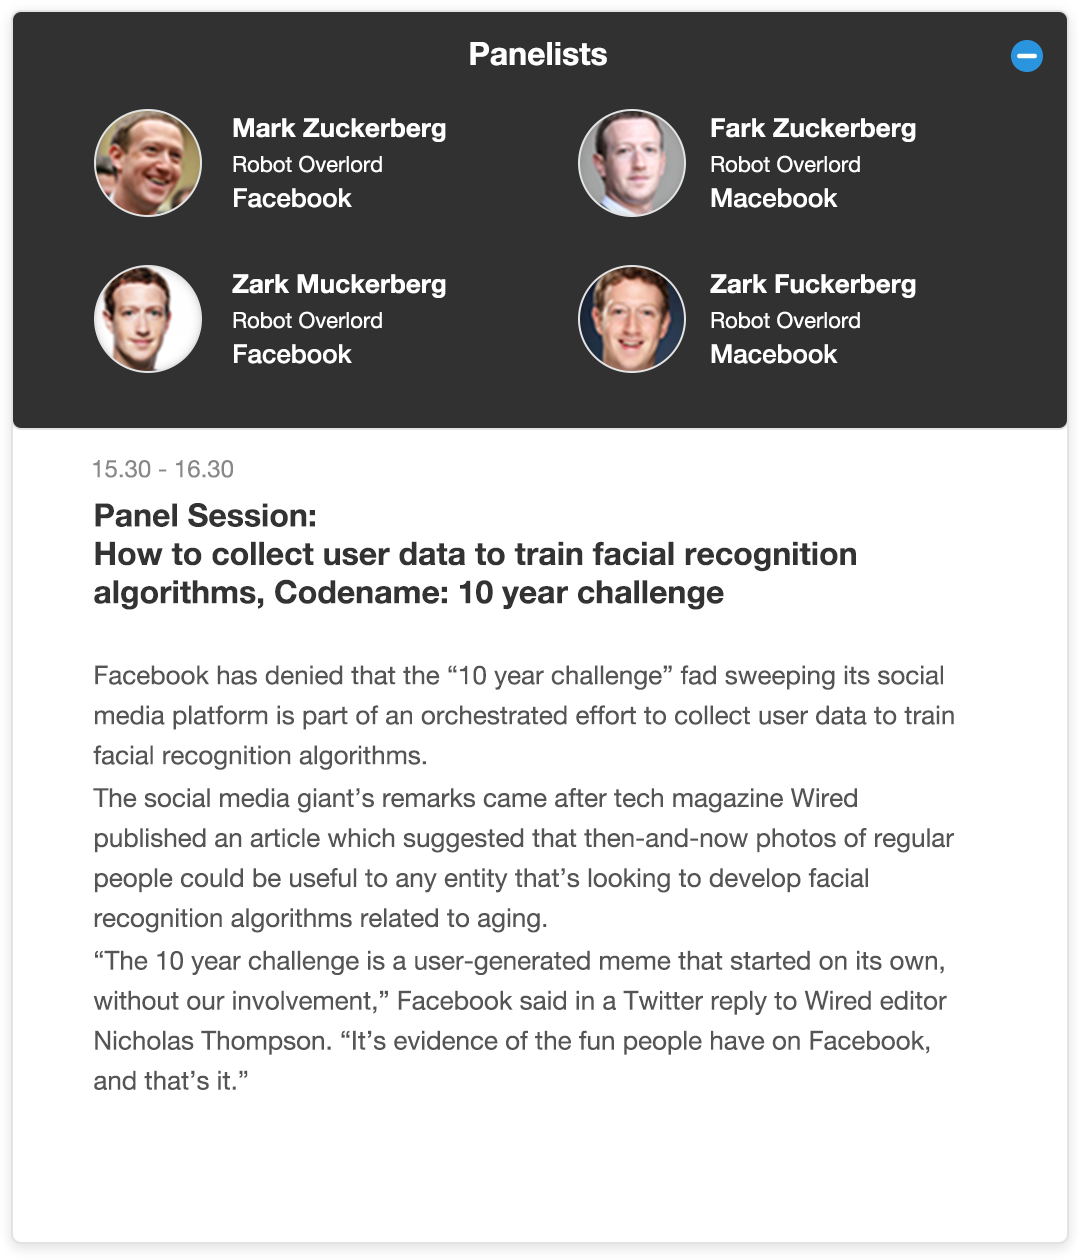 Panelists
Mark Zuckerberg
Robot Overlord
Facebook
Fark Zuckerberg
Robot Overlord
Macebook
Zark Muckerberg
Robot Overlord
Facebook
Zark Fuckerberg
Robot Overlord
Macebook
15.30 - 16.30
Panel Session:
How to collect user data to train facial recognition
algorithms, Codename: 10 year challenge
Facebook has denied that the “10 year challenge” fad sweeping its social
media platform is part of an orchestrated effort to collect user data to train
facial recognition algorithms.
The social media giant’s remarks came after tech magazine Wired
published an article which suggested that then-and-now photos of regular
people could be useful to any entity that’s looking to develop facial
recognition algorithms related to aging.
“The 10 year challenge is a user-generated meme that started on its own,
without our involvement,” Facebook said in a Twitter reply to Wired editor
Nicholas Thompson. “It’s evidence of the fun people have on Facebook,
and that’s it.”